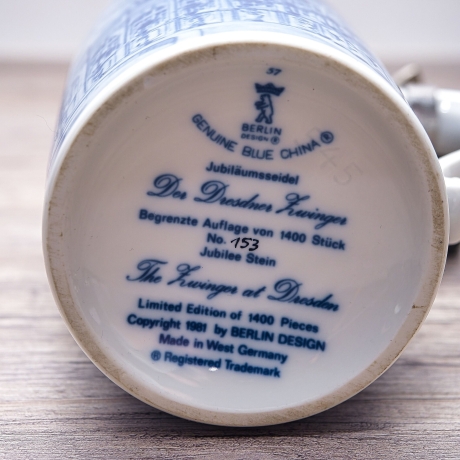 57
BERLIN
DESIGN ®
GENUINE BLUE CHINA ®
Jubiläumsseidel
Der Dresdner Zwinger
Begrenzte Auflage von 1400 Stück
No. 153
Jubilee Stein
The Zwinger at Dresden
Limited Edition of 1400 Pieces
Copyright 1981 by BERLIN DESIGN
Made in West Germany
® Registered Trademark